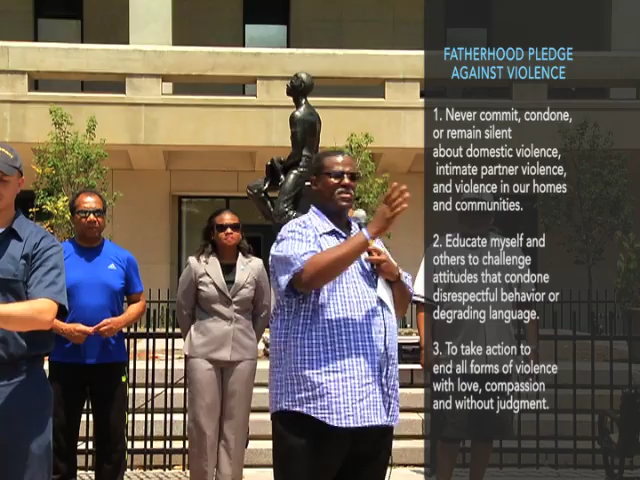 FATHERHOOD PLEDGE
AGAINST VIOLENCE
1. Never commit, condone,
or remain silent
about domestic violence,
intimate partner violence,
and violence in our homes
and communities.
2. Educate myself and
others to challenge
attitudes that condone
disrespectful behavior or
degrading language.
3. To take action to
end all forms of violence
with love, compassion
and without judgment.